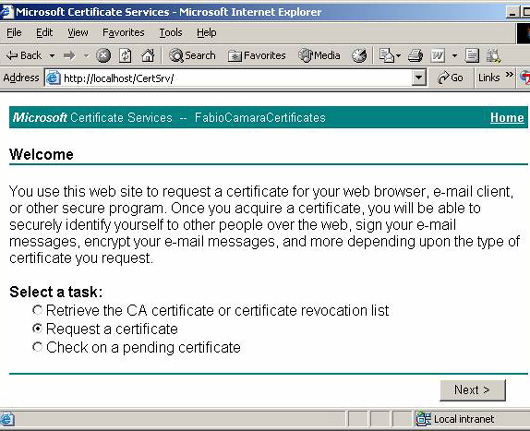 Microsoft Certificate Services - Microsoft Internet Explorer
File Edit View Favorites Tools Help
Back Search Favorites Media
Address http://localhost/CertSrv/ Go Links »
Microsoft Certificate Services -- FabioCamaraCertificates Home
Welcome
You use this web site to request a certificate for your web browser, e-mail client,
or other secure program. Once you acquire a certificate, you will be able to
securely identify yourself to other people over the web, sign your e-mail
messages, encrypt your e-mail messages, and more depending upon the type of
certificate you request.
Select a task:
Retrieve the CA certificate or certificate revocation list
Request a certificate
Check on a pending certificate
Next >
Local intranet